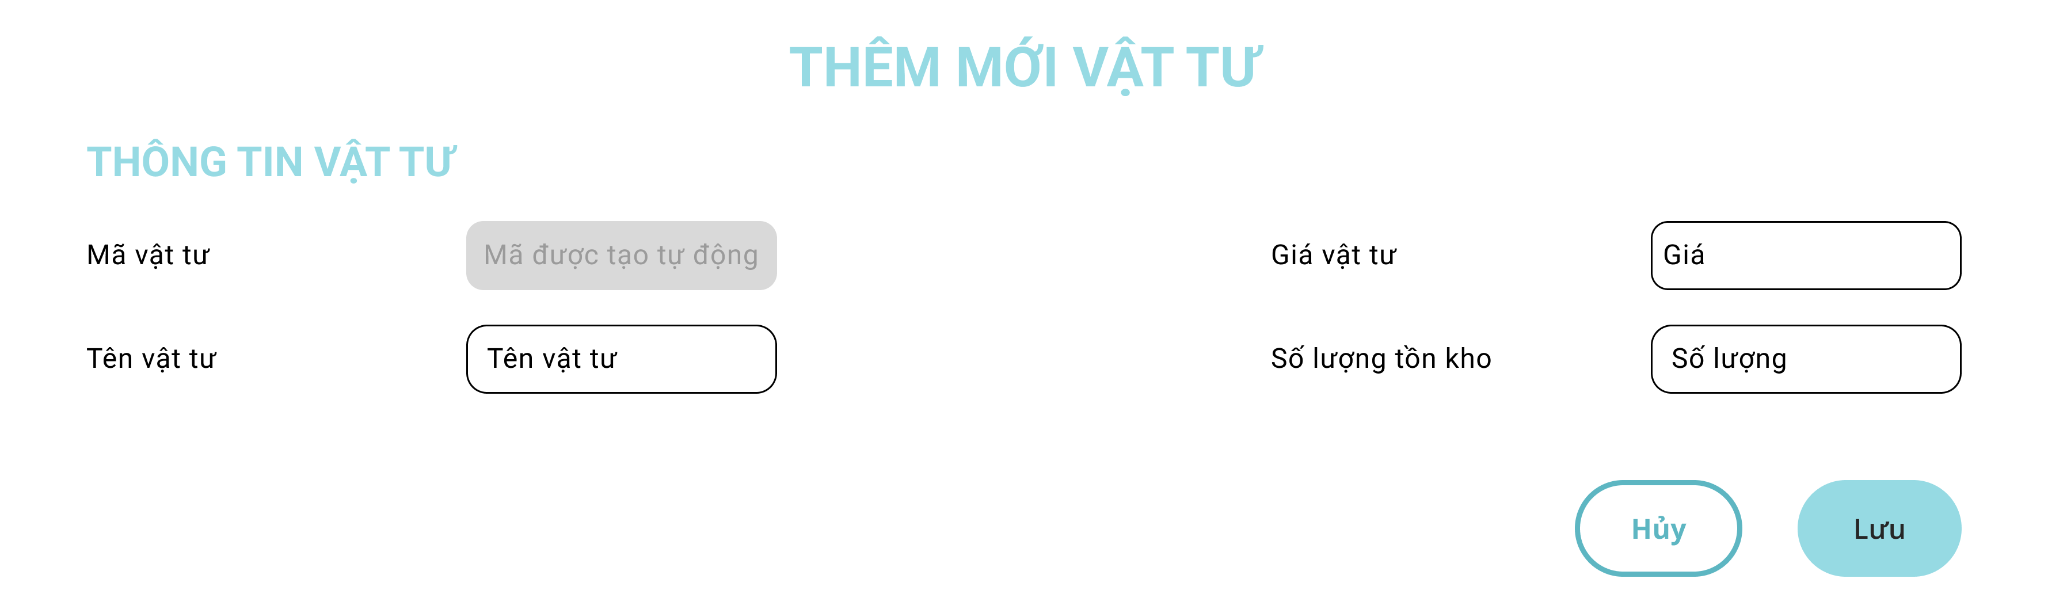 THÊM MỚI VẬT TƯ
THÔNG TIN VẬT TƯ
Mã vật tư Mã được tạo tự động Giá vật tư Giá
Tên vật tư Tên vật tư Số lượng tồn kho Số lượng
Hủy Lưu